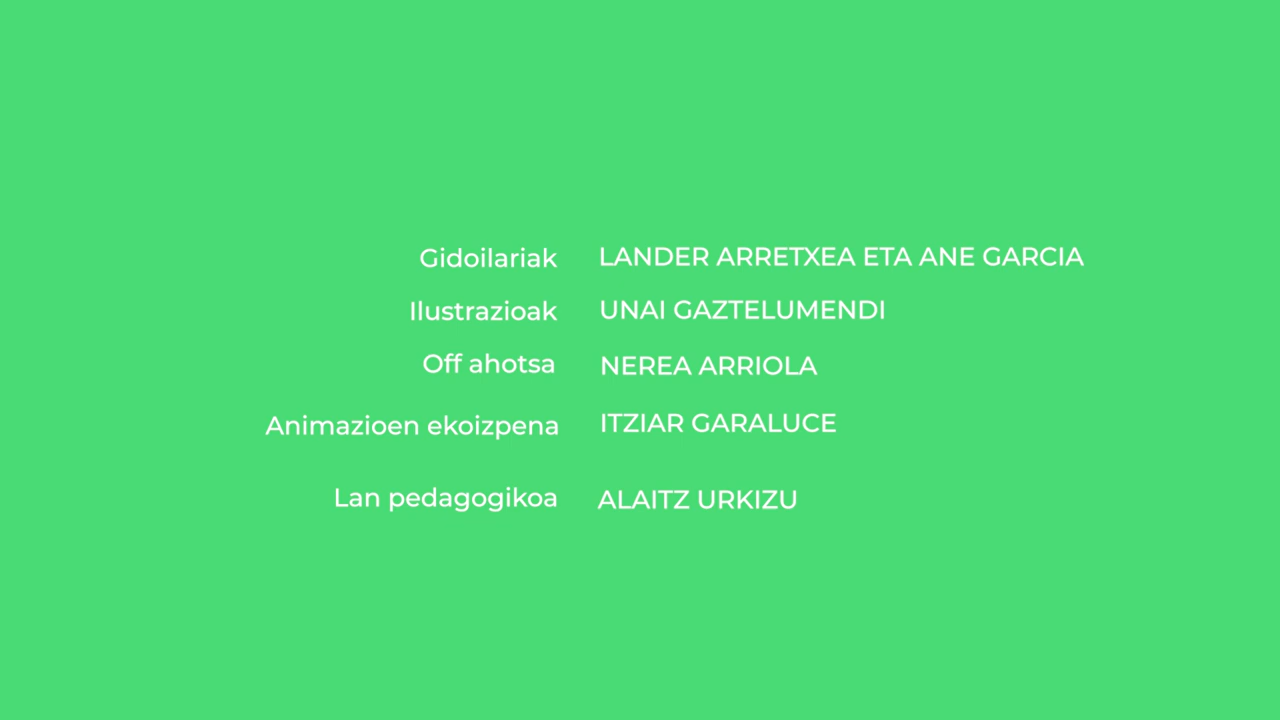 Gidoilariak LANDER ARRETXEA ETA ANE GARCIA
Ilustrazioak UNAI GAZTELUMENDI
Off ahotsa NEREA ARRIOLA
Animazioen ekoizpena ITZIAR GARALUCE
Lan pedagogikoa ALAITZ URKIZU